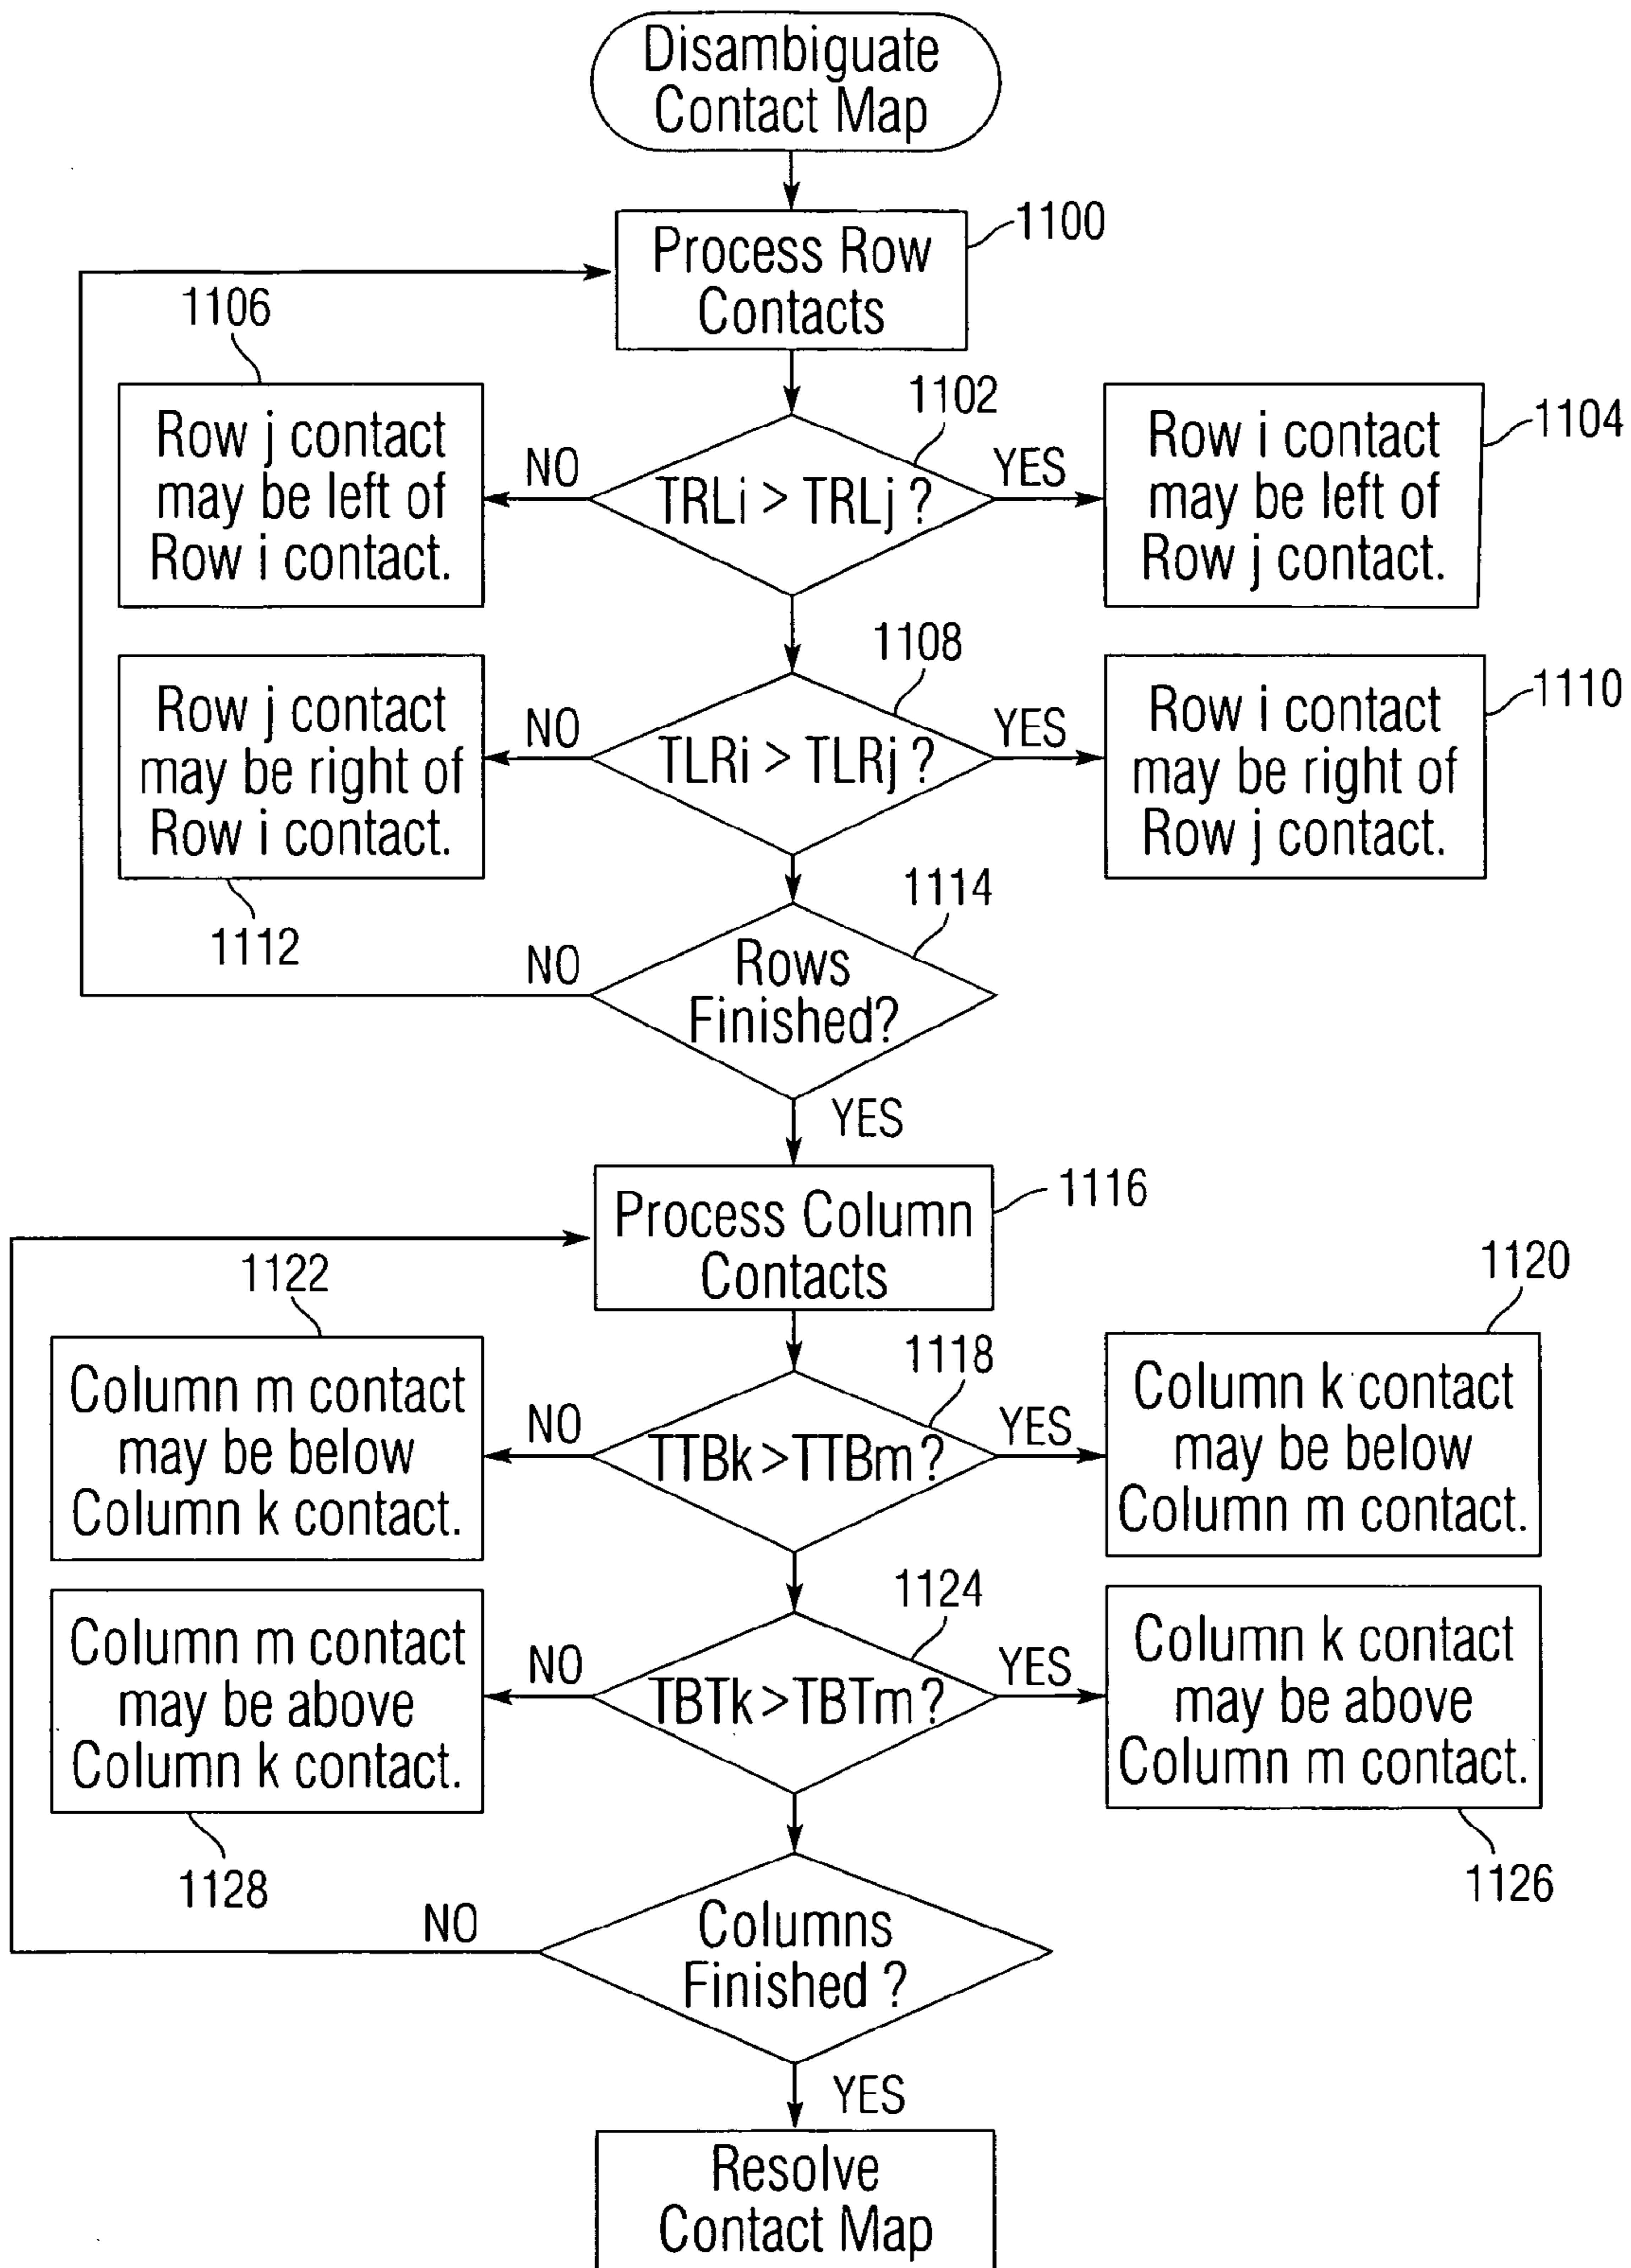 Disambiguate
Contact Map
1100
Process Row
Contacts
1106
1102
1104
Row j contact
may be left of
Row i contact.
NO
TRLi > TRLj ?
YES
Row i contact
may be left of
Row j contact.
1108
1110
Row j contact
may be right of
Row i contact.
NO
TLRi > TLRj ?
YES
Row i contact
may be right of
Row j contact.
1112
1114
NO
Rows
Finished?
YES
1116
Process Column
Contacts
1122
1118
1120
Column m contact
may be below
Column k contact.
NO
TTBk > TTBm ?
YES
Column k contact
may be below
Column m contact.
1124
Column m contact
may be above
Column k contact.
NO
TBTk > TBTm ?
YES
Column k contact
may be above
Column m contact.
1128
1126
NO
Columns
Finished ?
YES
Resolve
Contact Map